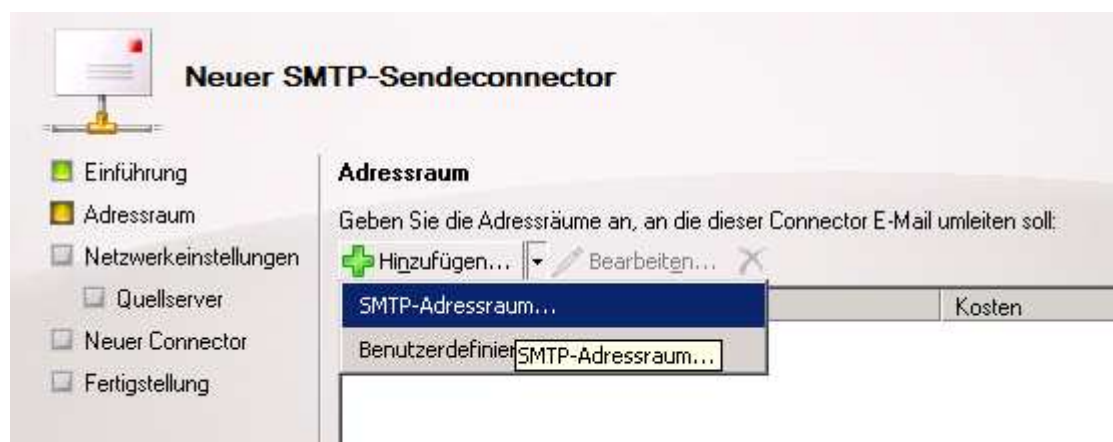 Neuer SMTP-Sendeconnector
Einführung
Adressraum
Netzwerkeinstellungen
Quellserver
Neuer Connector
Fertigstellung
Adressraum
Geben Sie die Adressräume an, an die dieser Connector E-Mail umleiten soll:
Hinzufügen... Bearbeiten...
SMTP-Adressraum... Kosten
SMTP-Adressraum...